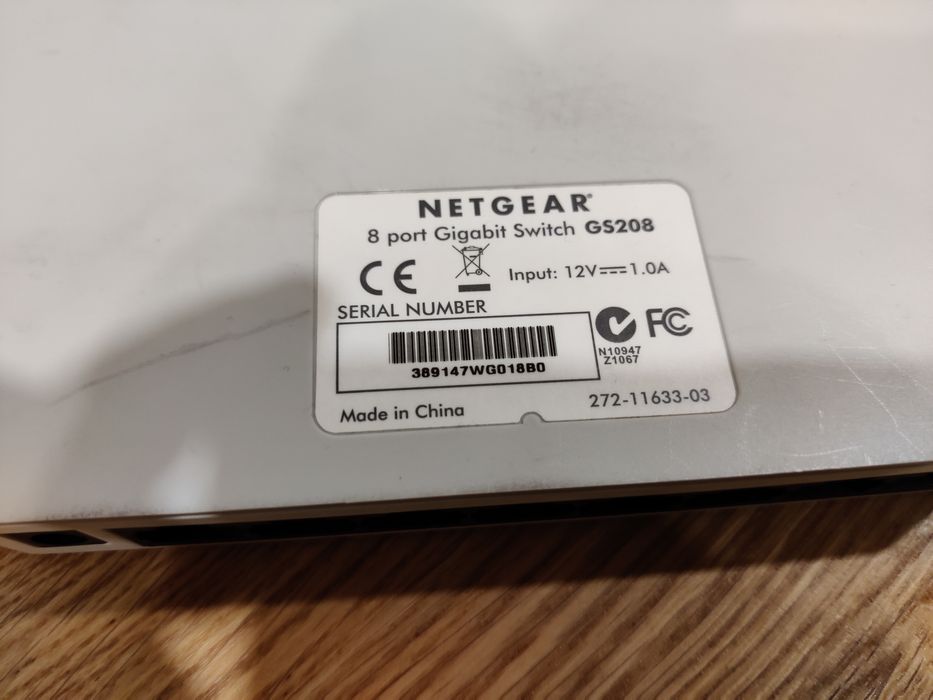 NETGEAR®
8 port Gigabit Switch GS208
CE
Input: 12V⎓1.0A
SERIAL NUMBER
389147WG018B0
N10947
Z1067
FC
Made in China
272-11633-03